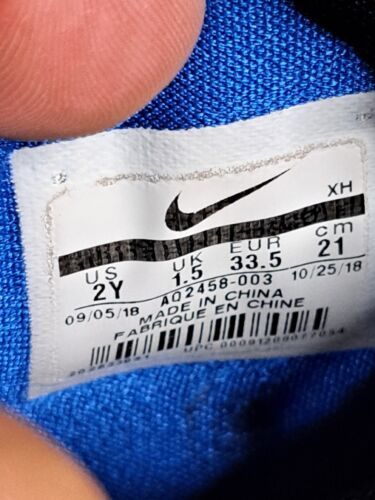 XH
US UK EUR cm
2Y 1.5 33.5 21
09/05/18 AQ2458-003 10/25/18
MADE IN CHINA
FABRIQUE EN CHINE
UPC